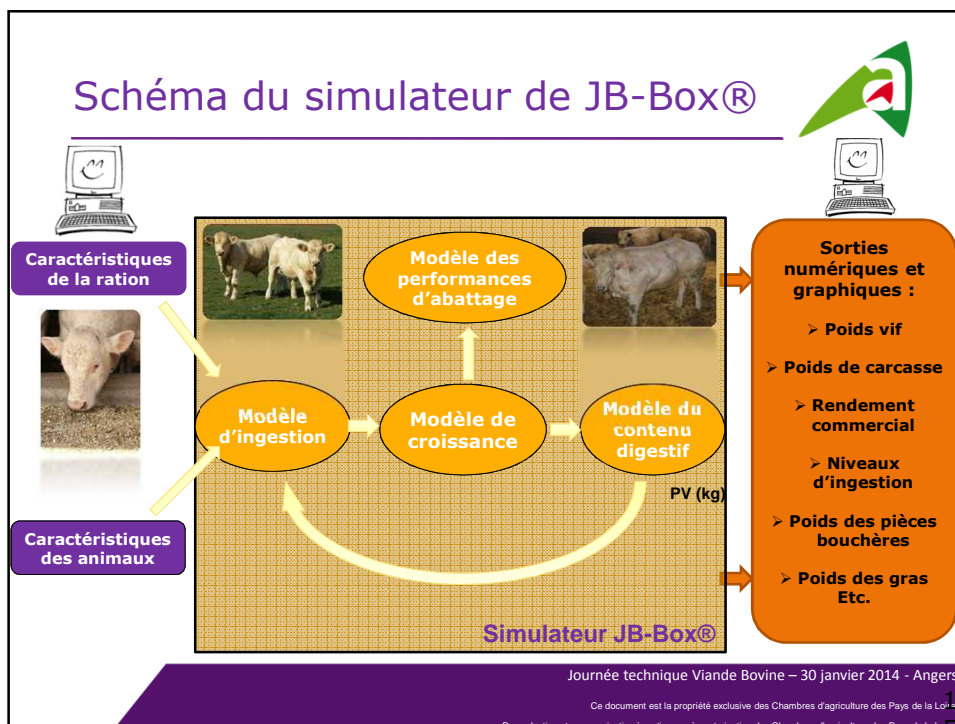 Schéma du simulateur de JB-Box®
Caractéristiques
de la ration
Caractéristiques
des animaux
Modèle des
performances
d'abattage
Modèle
d'ingestion
Modèle de
croissance
Modèle du
contenu
digestif
PV (kg)
Simulateur JB-Box®
Sorties
numériques et
graphiques :
➢ Poids vif
➢ Poids de carcasse
➢ Rendement
commercial
➢ Niveaux
d'ingestion
➢ Poids des pièces
bouchères
➢ Poids des gras
Etc.
Journée technique Viande Bovine – 30 janvier 2014 - Angers
Ce document est la propriété exclusive des Chambres d'agriculture des Pays de la Loire